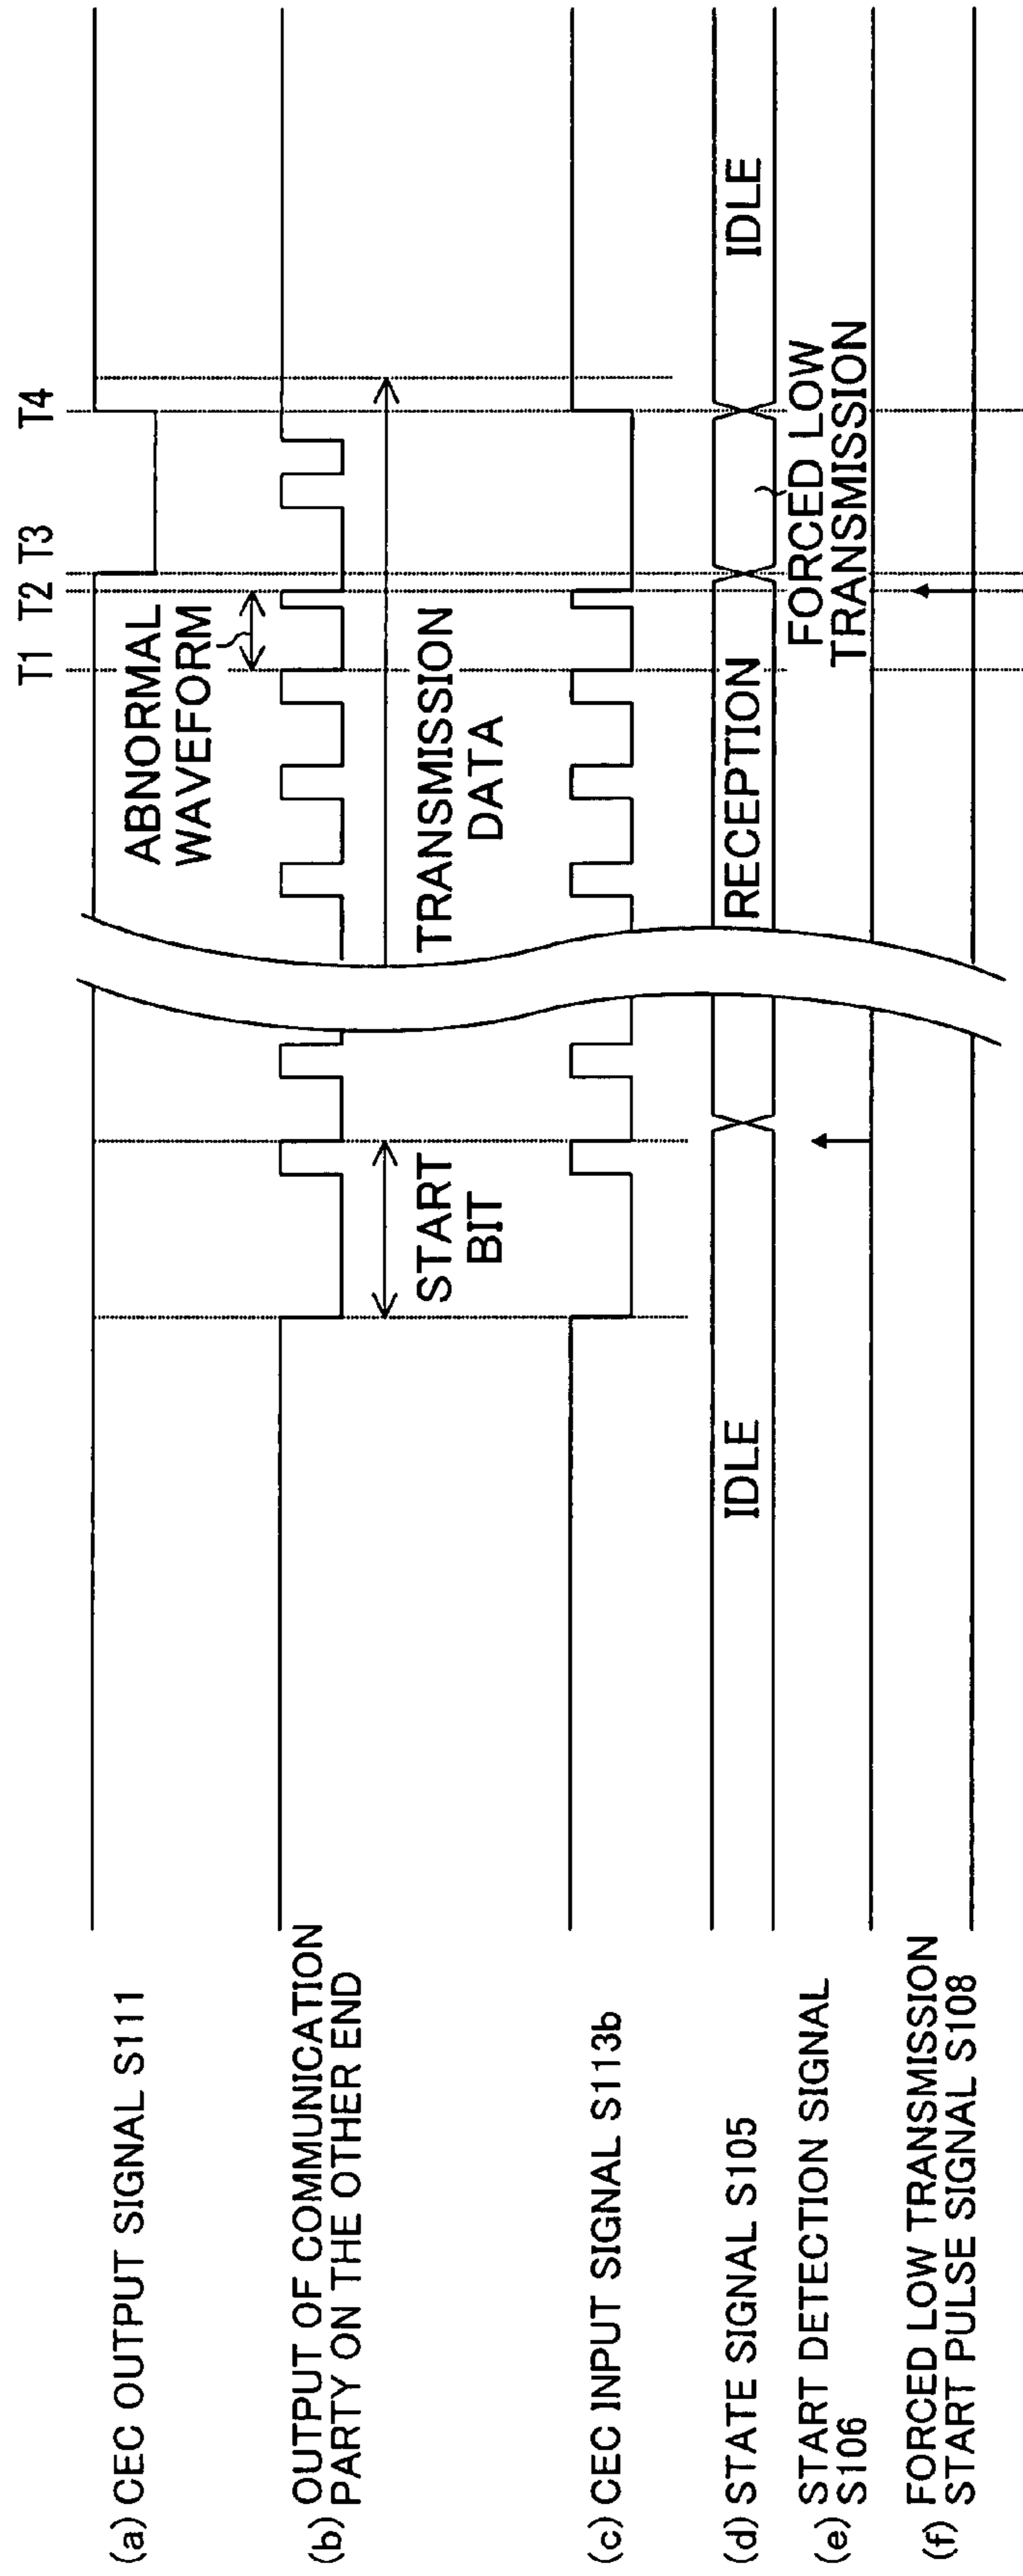 T1 T2 T3 T4
(a) CEC OUTPUT SIGNAL S111
ABNORMAL
WAVEFORM
(b) OUTPUT OF COMMUNICATION
PARTY ON THE OTHER END
START
BIT
TRANSMISSION
DATA
(c) CEC INPUT SIGNAL S113b
(d) STATE SIGNAL S105
IDLE
RECEPTION
IDLE
FORCED LOW
TRANSMISSION
(e) START DETECTION SIGNAL
S106
(f) FORCED LOW TRANSMISSION
START PULSE SIGNAL S108